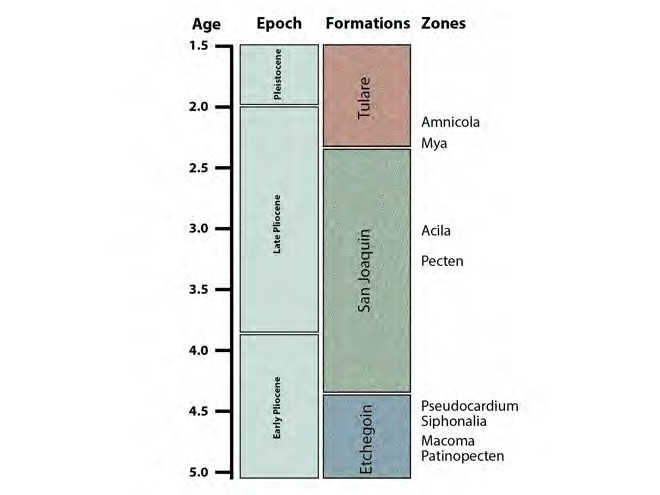 Age Epoch Formations Zones
1.5
Pleistocene
Tulare
2.0
Amnicola
Mya
2.5
Late Pliocene
San Joaquin
3.0
Acila
Pecten
3.5
4.0
Early Pliocene
Etchegoin
4.5
Pseudocardium
Siphonalia
Macoma
Patinopecten
5.0